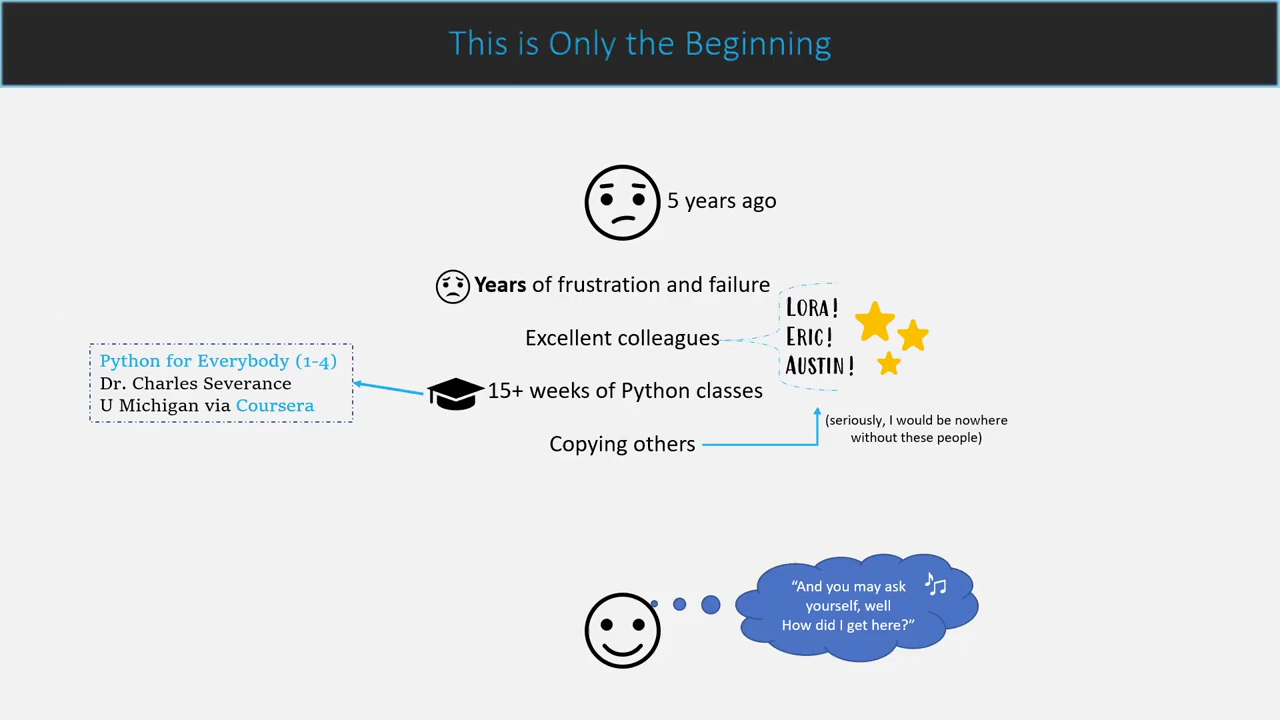 This is Only the Beginning
5 years ago
Years of frustration and failure
Excellent colleagues
LORA!
ERIC!
AUSTIN!
15+ weeks of Python classes
Python for Everybody (1-4)
Dr. Charles Severance
U Michigan via Coursera
Copying others
(seriously, I would be nowhere
without these people)
“And you may ask
yourself, well
How did I get here?”